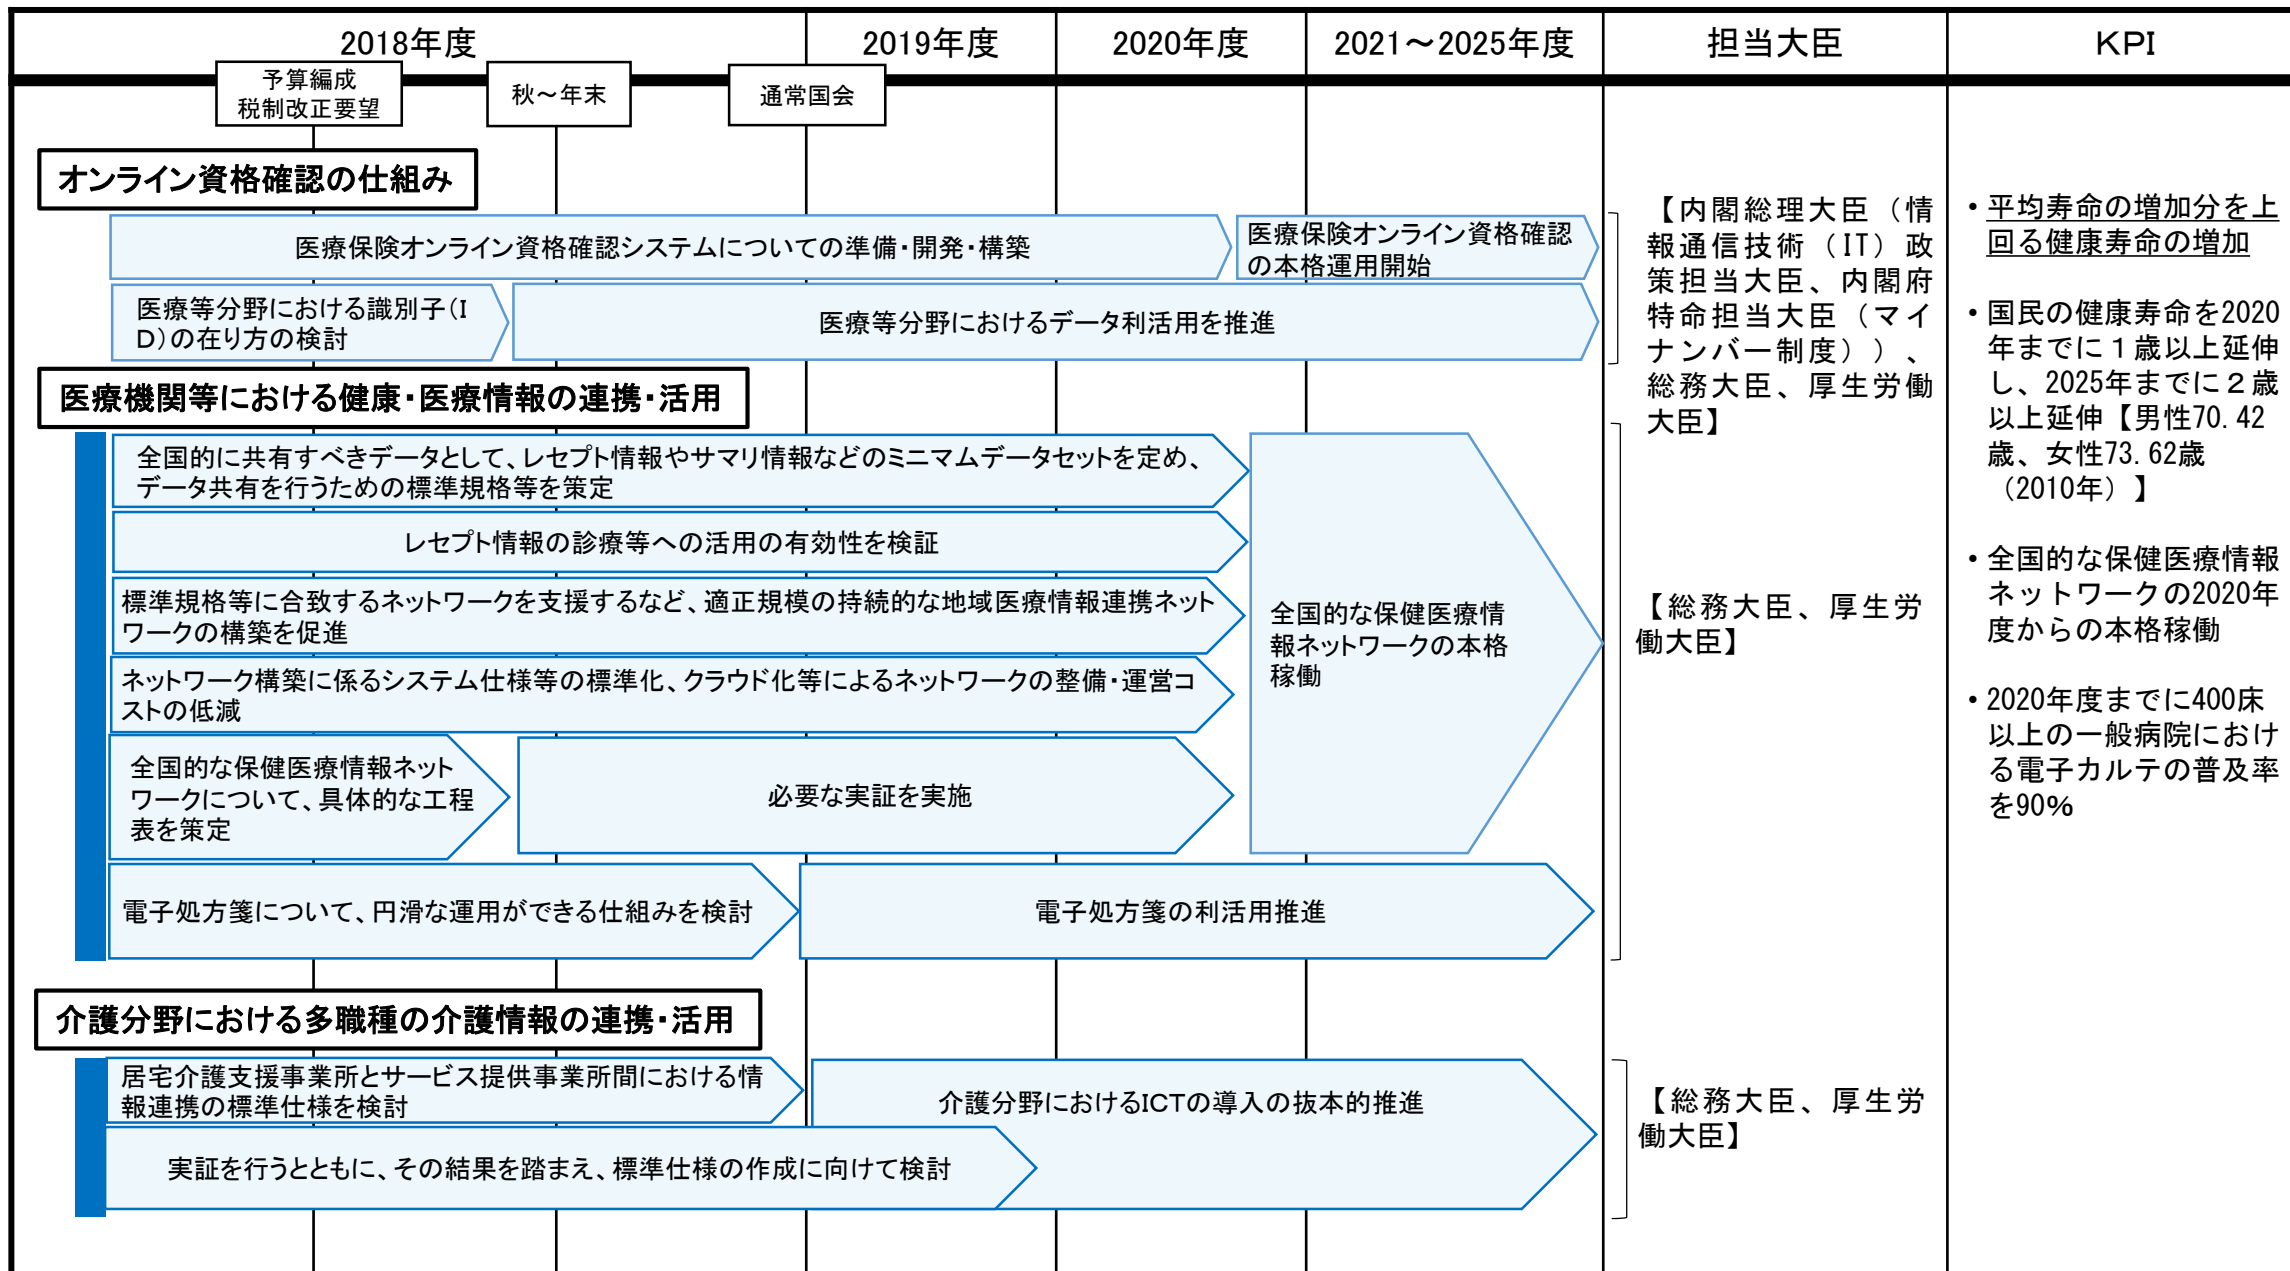 2018年度
2019年度
2020年度
2021～2025年度
担当大臣
KPI
予算編成
税制改正要望
秋～年末
通常国会
オンライン資格確認の仕組み
医療保険オンライン資格確認システムについての準備・開発・構築
医療保険オンライン資格確認
の本格運用開始
医療等分野における識別子（I
D）の在り方の検討
医療等分野におけるデータ利活用を推進
【内閣総理大臣（情
報通信技術（IT）政
策担当大臣、内閣府
特命担当大臣（マイ
ナンバー制度））、
総務大臣、厚生労働
大臣】
医療機関等における健康・医療情報の連携・活用
全国的に共有すべきデータとして、レセプト情報やサマリ情報などのミニマムデータセットを定め、
データ共有を行うための標準規格等を策定
レセプト情報の診療等への活用の有効性を検証
標準規格等に合致するネットワークを支援するなど、適正規模の持続的な地域医療情報連携ネット
ワークの構築を促進
ネットワーク構築に係るシステム仕様等の標準化、クラウド化等によるネットワークの整備・運営コ
ストの低減
全国的な保健医療情報ネット
ワークについて、具体的な工程
表を策定
必要な実証を実施
全国的な保健医療情
報ネットワークの本格
稼働
電子処方箋について、円滑な運用ができる仕組みを検討
電子処方箋の利活用推進
【総務大臣、厚生労
働大臣】
介護分野における多職種の介護情報の連携・活用
居宅介護支援事業所とサービス提供事業所間における情
報連携の標準仕様を検討
介護分野におけるICTの導入の抜本的推進
実証を行うとともに、その結果を踏まえ、標準仕様の作成に向けて検討
【総務大臣、厚生労
働大臣】
・平均寿命の増加分を上
回る健康寿命の増加
・国民の健康寿命を2020
年までに１歳以上延伸
し、2025年までに２歳
以上延伸【男性70.42
歳、女性73.62歳
（2010年）】
・全国的な保健医療情報
ネットワークの2020年
度からの本格稼働
・2020年度までに400床
以上の一般病院におけ
る電子カルテの普及率
を90%